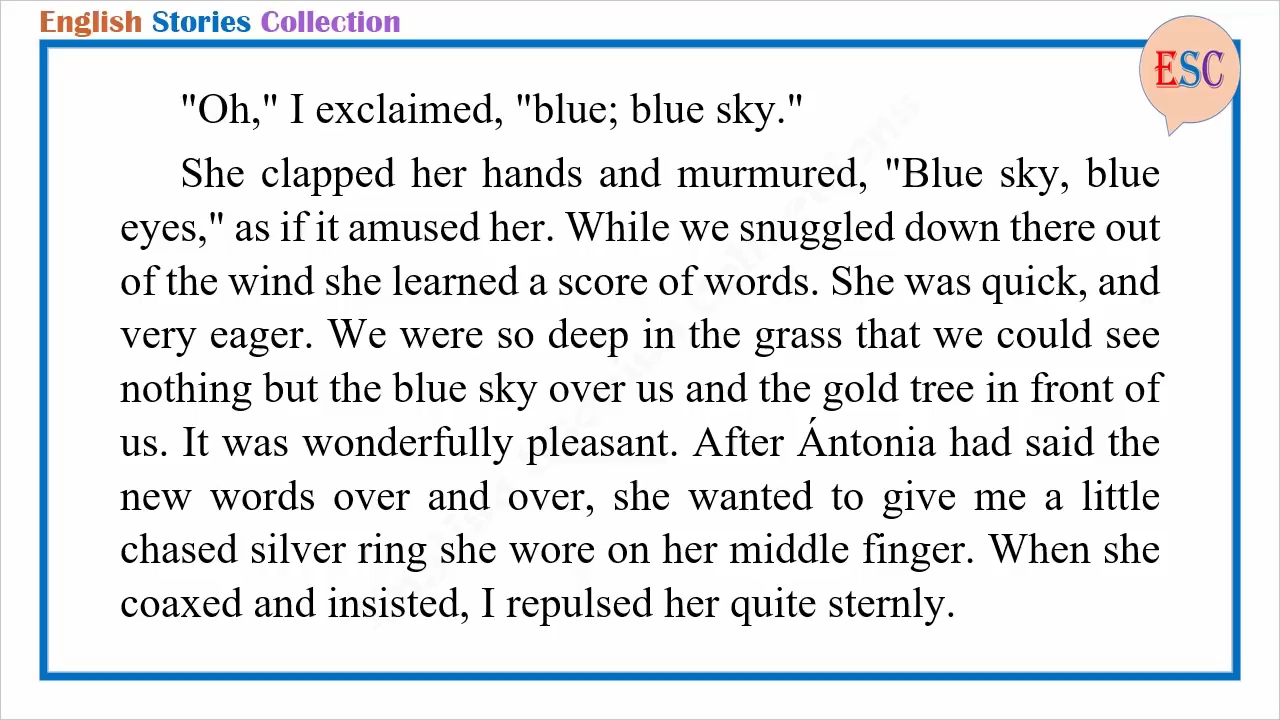 English Stories Collection
ESC
"Oh," I exclaimed, "blue; blue sky."
She clapped her hands and murmured, "Blue sky, blue
eyes," as if it amused her. While we snuggled down there out
of the wind she learned a score of words. She was quick, and
very eager. We were so deep in the grass that we could see
nothing but the blue sky over us and the gold tree in front of
us. It was wonderfully pleasant. After Ántonia had said the
new words over and over, she wanted to give me a little
chased silver ring she wore on her middle finger. When she
coaxed and insisted, I repulsed her quite sternly.